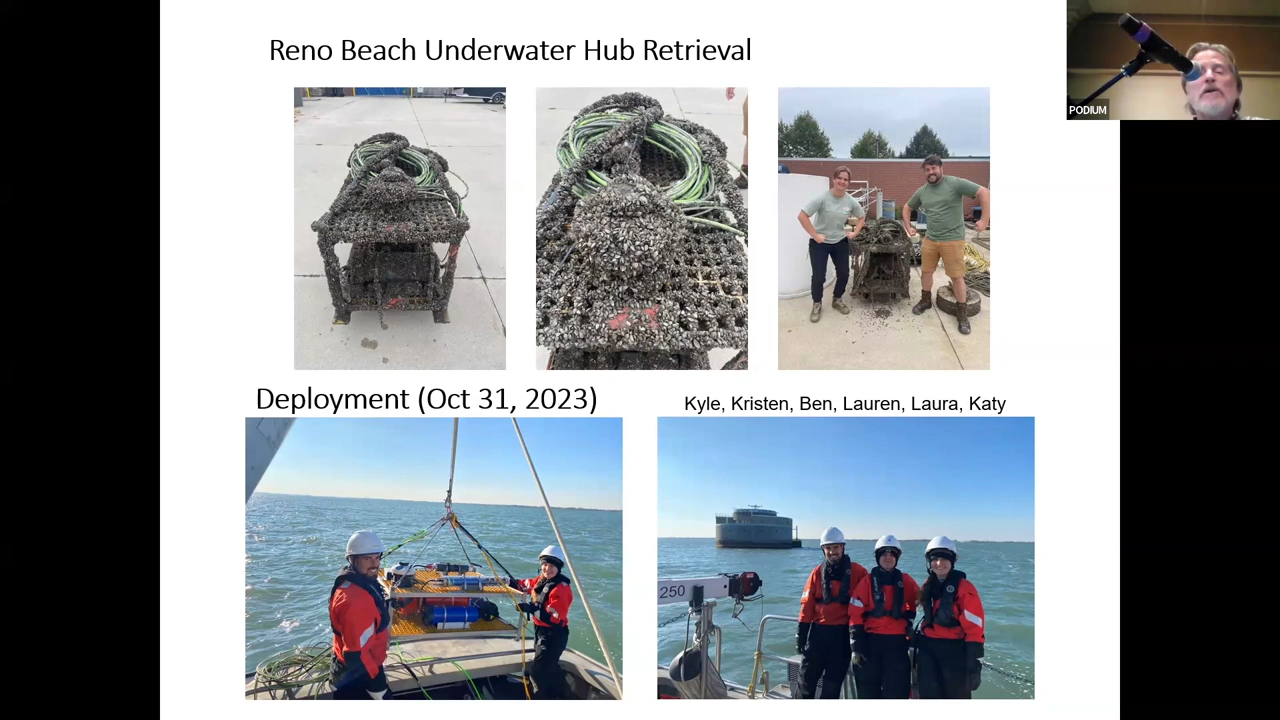 Reno Beach Underwater Hub Retrieval
PODIUM
Deployment (Oct 31, 2023)
Kyle, Kristen, Ben, Lauren, Laura, Katy
250